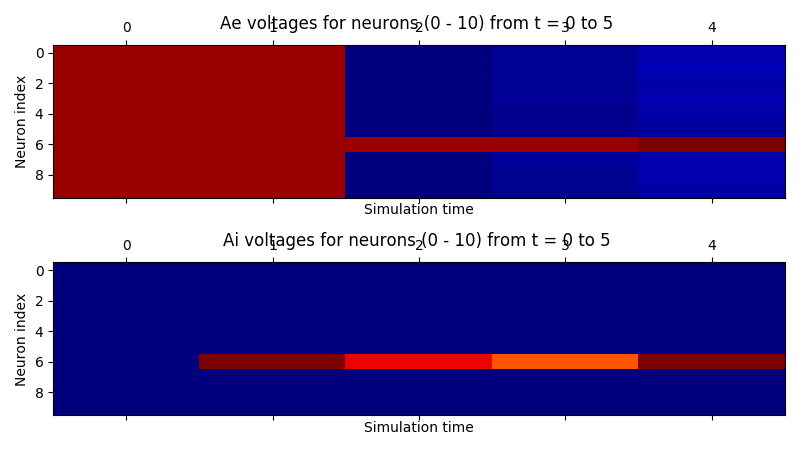 Ae voltages for neurons (0 - 10) from t = 0 to 5
0 1 2 3 4
Neuron index
0
2
4
6
8
Simulation time
Ai voltages for neurons (0 - 10) from t = 0 to 5
0 1 2 3 4
Neuron index
0
2
4
6
8
Simulation time